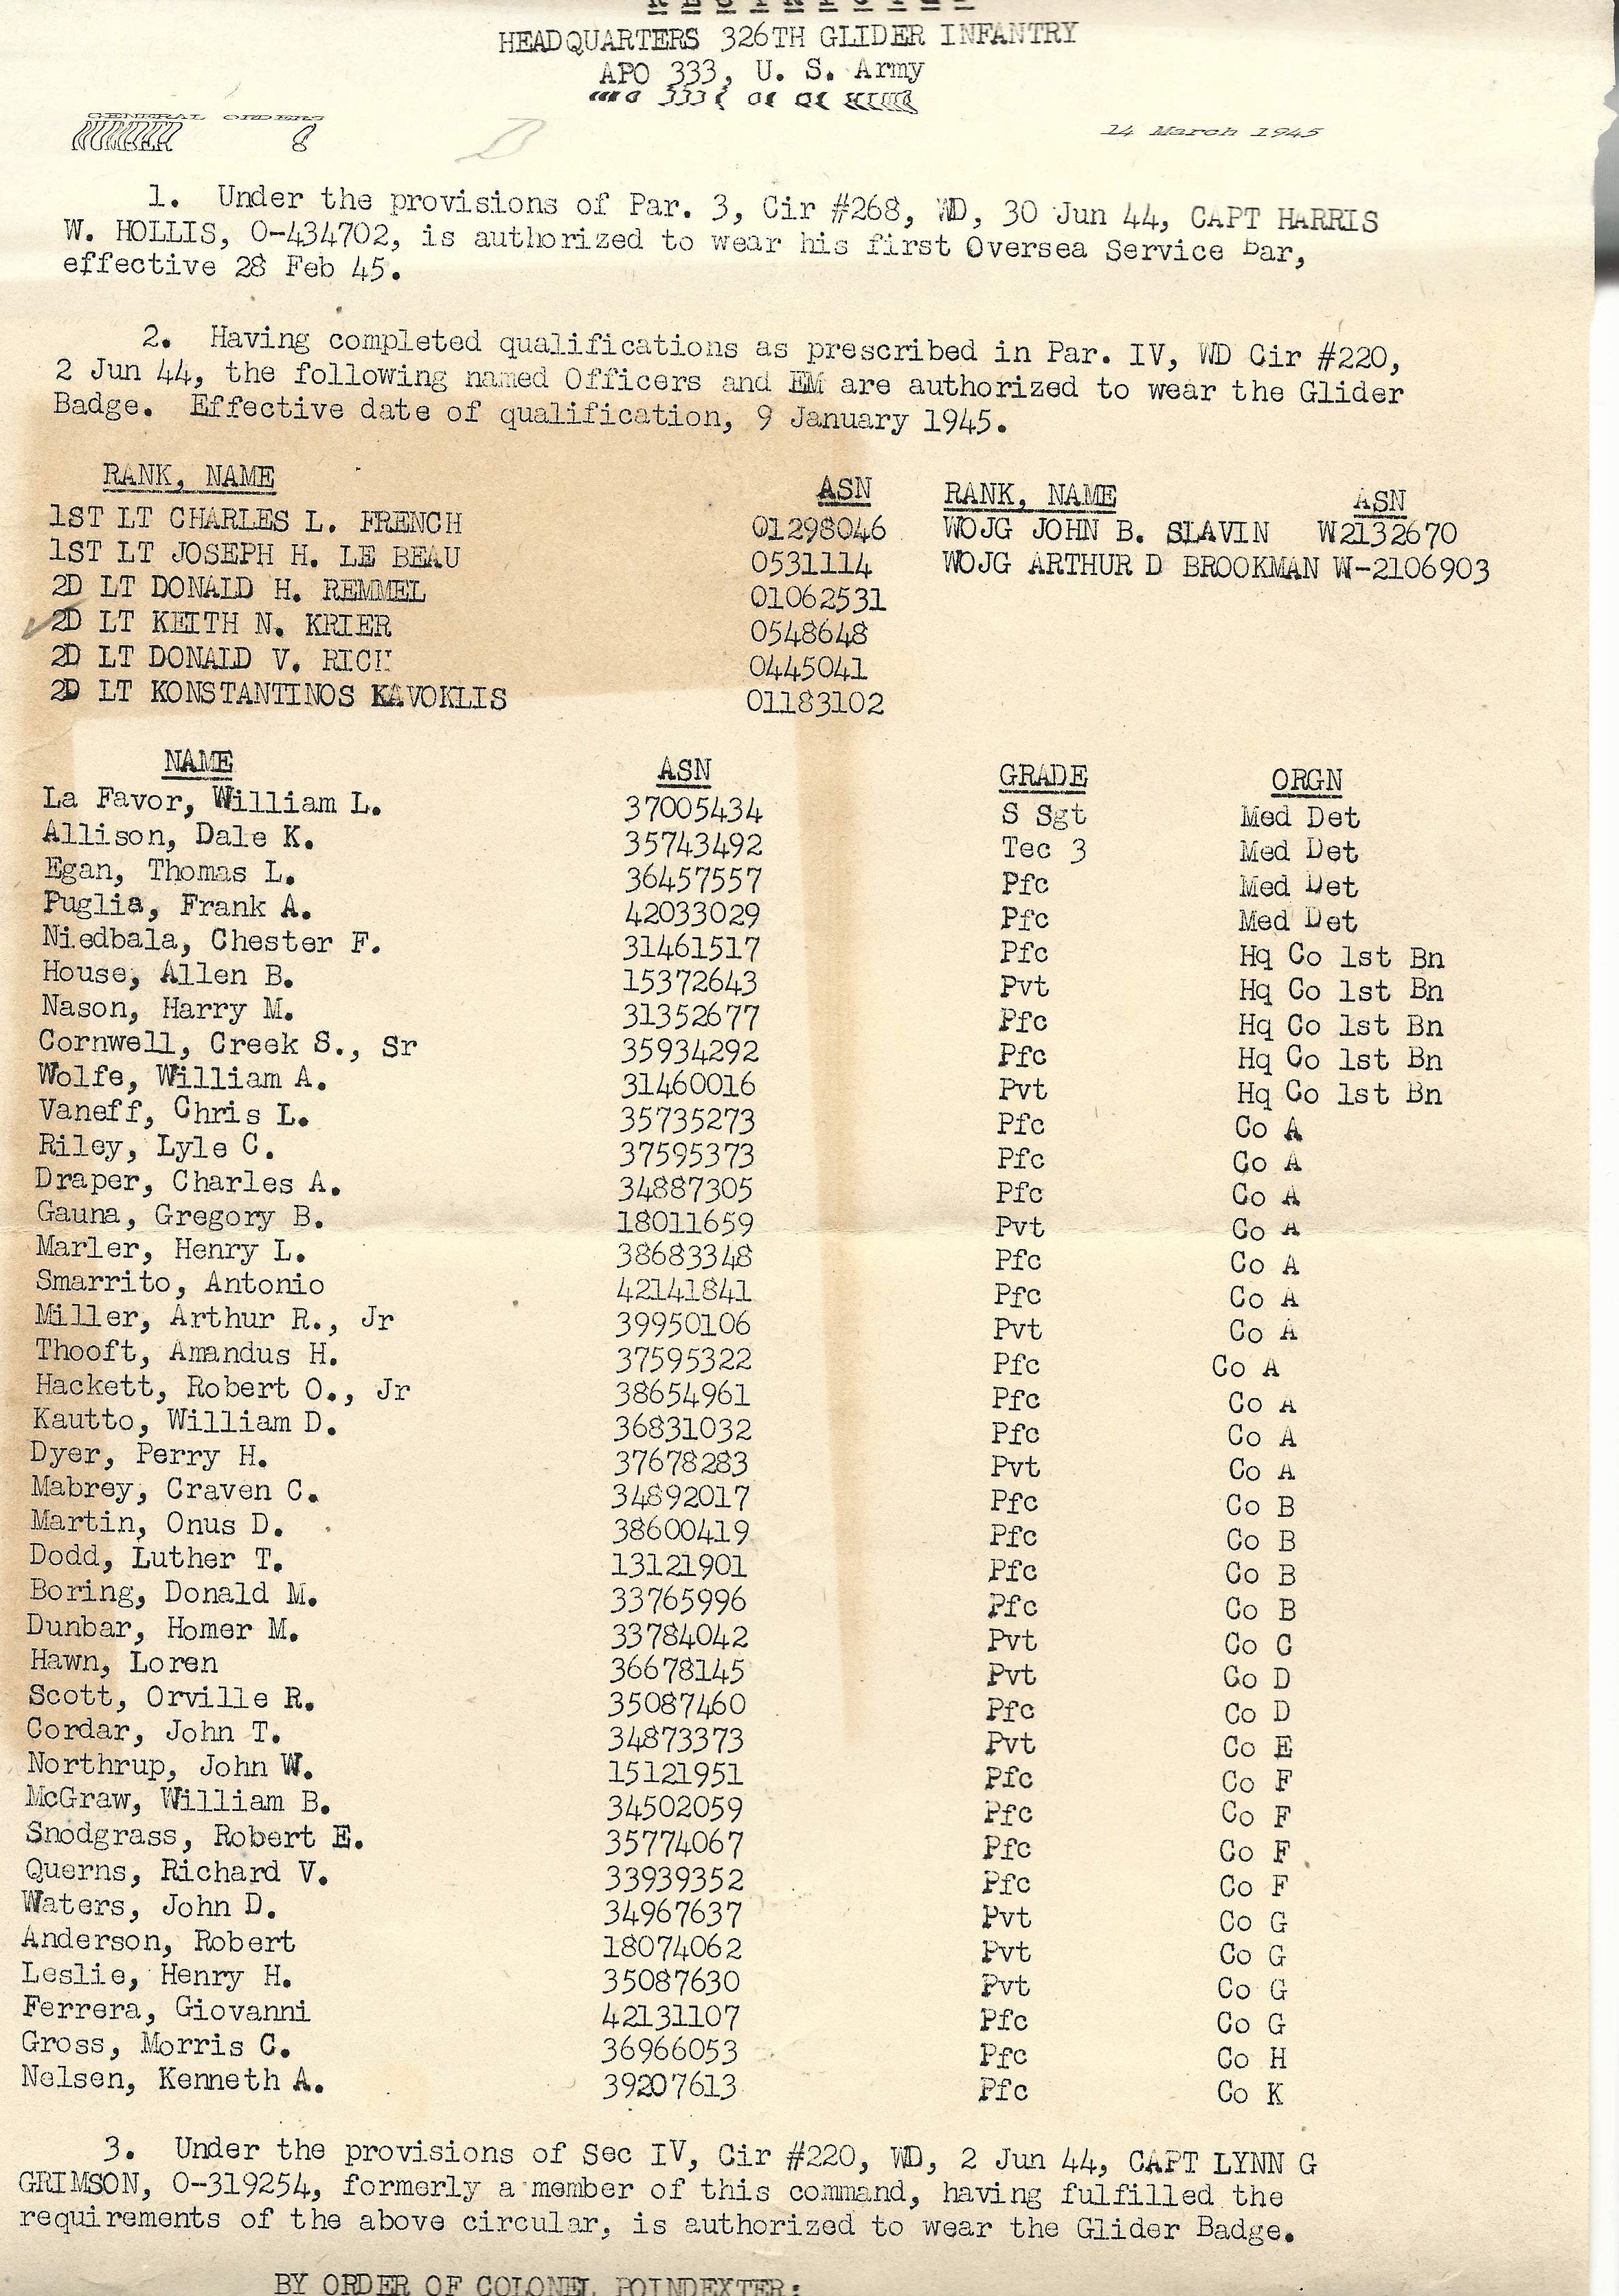 RESTRICTED
HEADQUARTERS 326TH GLIDER INFANTRY
APO 333, U. S. Army
GENERAL ORDERS
NUMBER 8
14 March 1945
1. Under the provisions of Par. 3, Cir #268, WD, 30 Jun 44, CAPT HARRIS
W. HOLLIS, O-434702, is authorized to wear his first Oversea Service Bar,
effective 28 Feb 45.
2. Having completed qualifications as prescribed in Par. IV, WD Cir #220,
2 Jun 44, the following named Officers and EM are authorized to wear the Glider
Badge. Effective date of qualification, 9 January 1945.
RANK, NAME ASN RANK, NAME ASN
1ST LT CHARLES L. FRENCH 01298046 WOJG JOHN B. SLAVIN W2132670
1ST LT JOSEPH H. LE BEAU 0531114 WOJG ARTHUR D BROOKMAN W-2106903
2D LT DONALD H. REMMEL 01062531
2D LT KEITH N. KRIER 0548648
2D LT DONALD V. RICH 0445041
2D LT KONSTANTINOS KAVOKLIS 01183102
NAME ASN GRADE ORGN
La Favor, William L. 37005434 S Sgt Med Det
Allison, Dale K. 35743492 Tec 3 Med Det
Egan, Thomas L. 36457557 Pfc Med Det
Puglia, Frank A. 42033029 Pfc Med Det
Niedbala, Chester F. 31461517 Pfc Hq Co 1st Bn
House, Allen B. 15372643 Pvt Hq Co 1st Bn
Nason, Harry M. 31352677 Pfc Hq Co 1st Bn
Cornwell, Creek S., Sr 35934292 Pfc Hq Co 1st Bn
Wolfe, William A. 31460016 Pvt Hq Co 1st Bn
Vaneff, Chris L. 35735273 Pfc Co A
Riley, Lyle C. 37595373 Pfc Co A
Draper, Charles A. 34887305 Pfc Co A
Gauna, Gregory B. 18011659 Pvt Co A
Marler, Henry L. 38683348 Pfc Co A
Smarrito, Antonio 42141841 Pfc Co A
Miller, Arthur R., Jr 39950106 Pvt Co A
Thooft, Amandus H. 37595322 Pfc Co A
Hackett, Robert O., Jr 38654961 Pfc Co A
Kautto, William D. 36831032 Pfc Co A
Dyer, Perry H. 37678283 Pvt Co A
Mabrey, Craven C. 34892017 Pfc Co B
Martin, Onus D. 38600419 Pfc Co B
Dodd, Luther T. 13121901 Pfc Co B
Boring, Donald M. 33765996 Pfc Co B
Dunbar, Homer M. 33784042 Pvt Co C
Hawn, Loren 36678145 Pvt Co D
Scott, Orville R. 35087460 Pfc Co D
Cordar, John T. 34873373 Pvt Co E
Northrup, John W. 15121951 Pfc Co F
McGraw, William B. 34502059 Pfc Co F
Snodgrass, Robert E. 35774067 Pfc Co F
Querns, Richard V. 33939352 Pfc Co F
Waters, John D. 34967637 Pvt Co G
Anderson, Robert 18074062 Pvt Co G
Leslie, Henry H. 35087630 Pvt Co G
Ferrera, Giovanni 42131107 Pfc Co G
Gross, Morris C. 36966053 Pfc Co H
Nelsen, Kenneth A. 39207613 Pfc Co K
3. Under the provisions of Sec IV, Cir #220, WD, 2 Jun 44, CAPT LYNN G
GRIMSON, O-319254, formerly a member of this command, having fulfilled the
requirements of the above circular, is authorized to wear the Glider Badge.
BY ORDER OF COLONEL POINDEXTER: